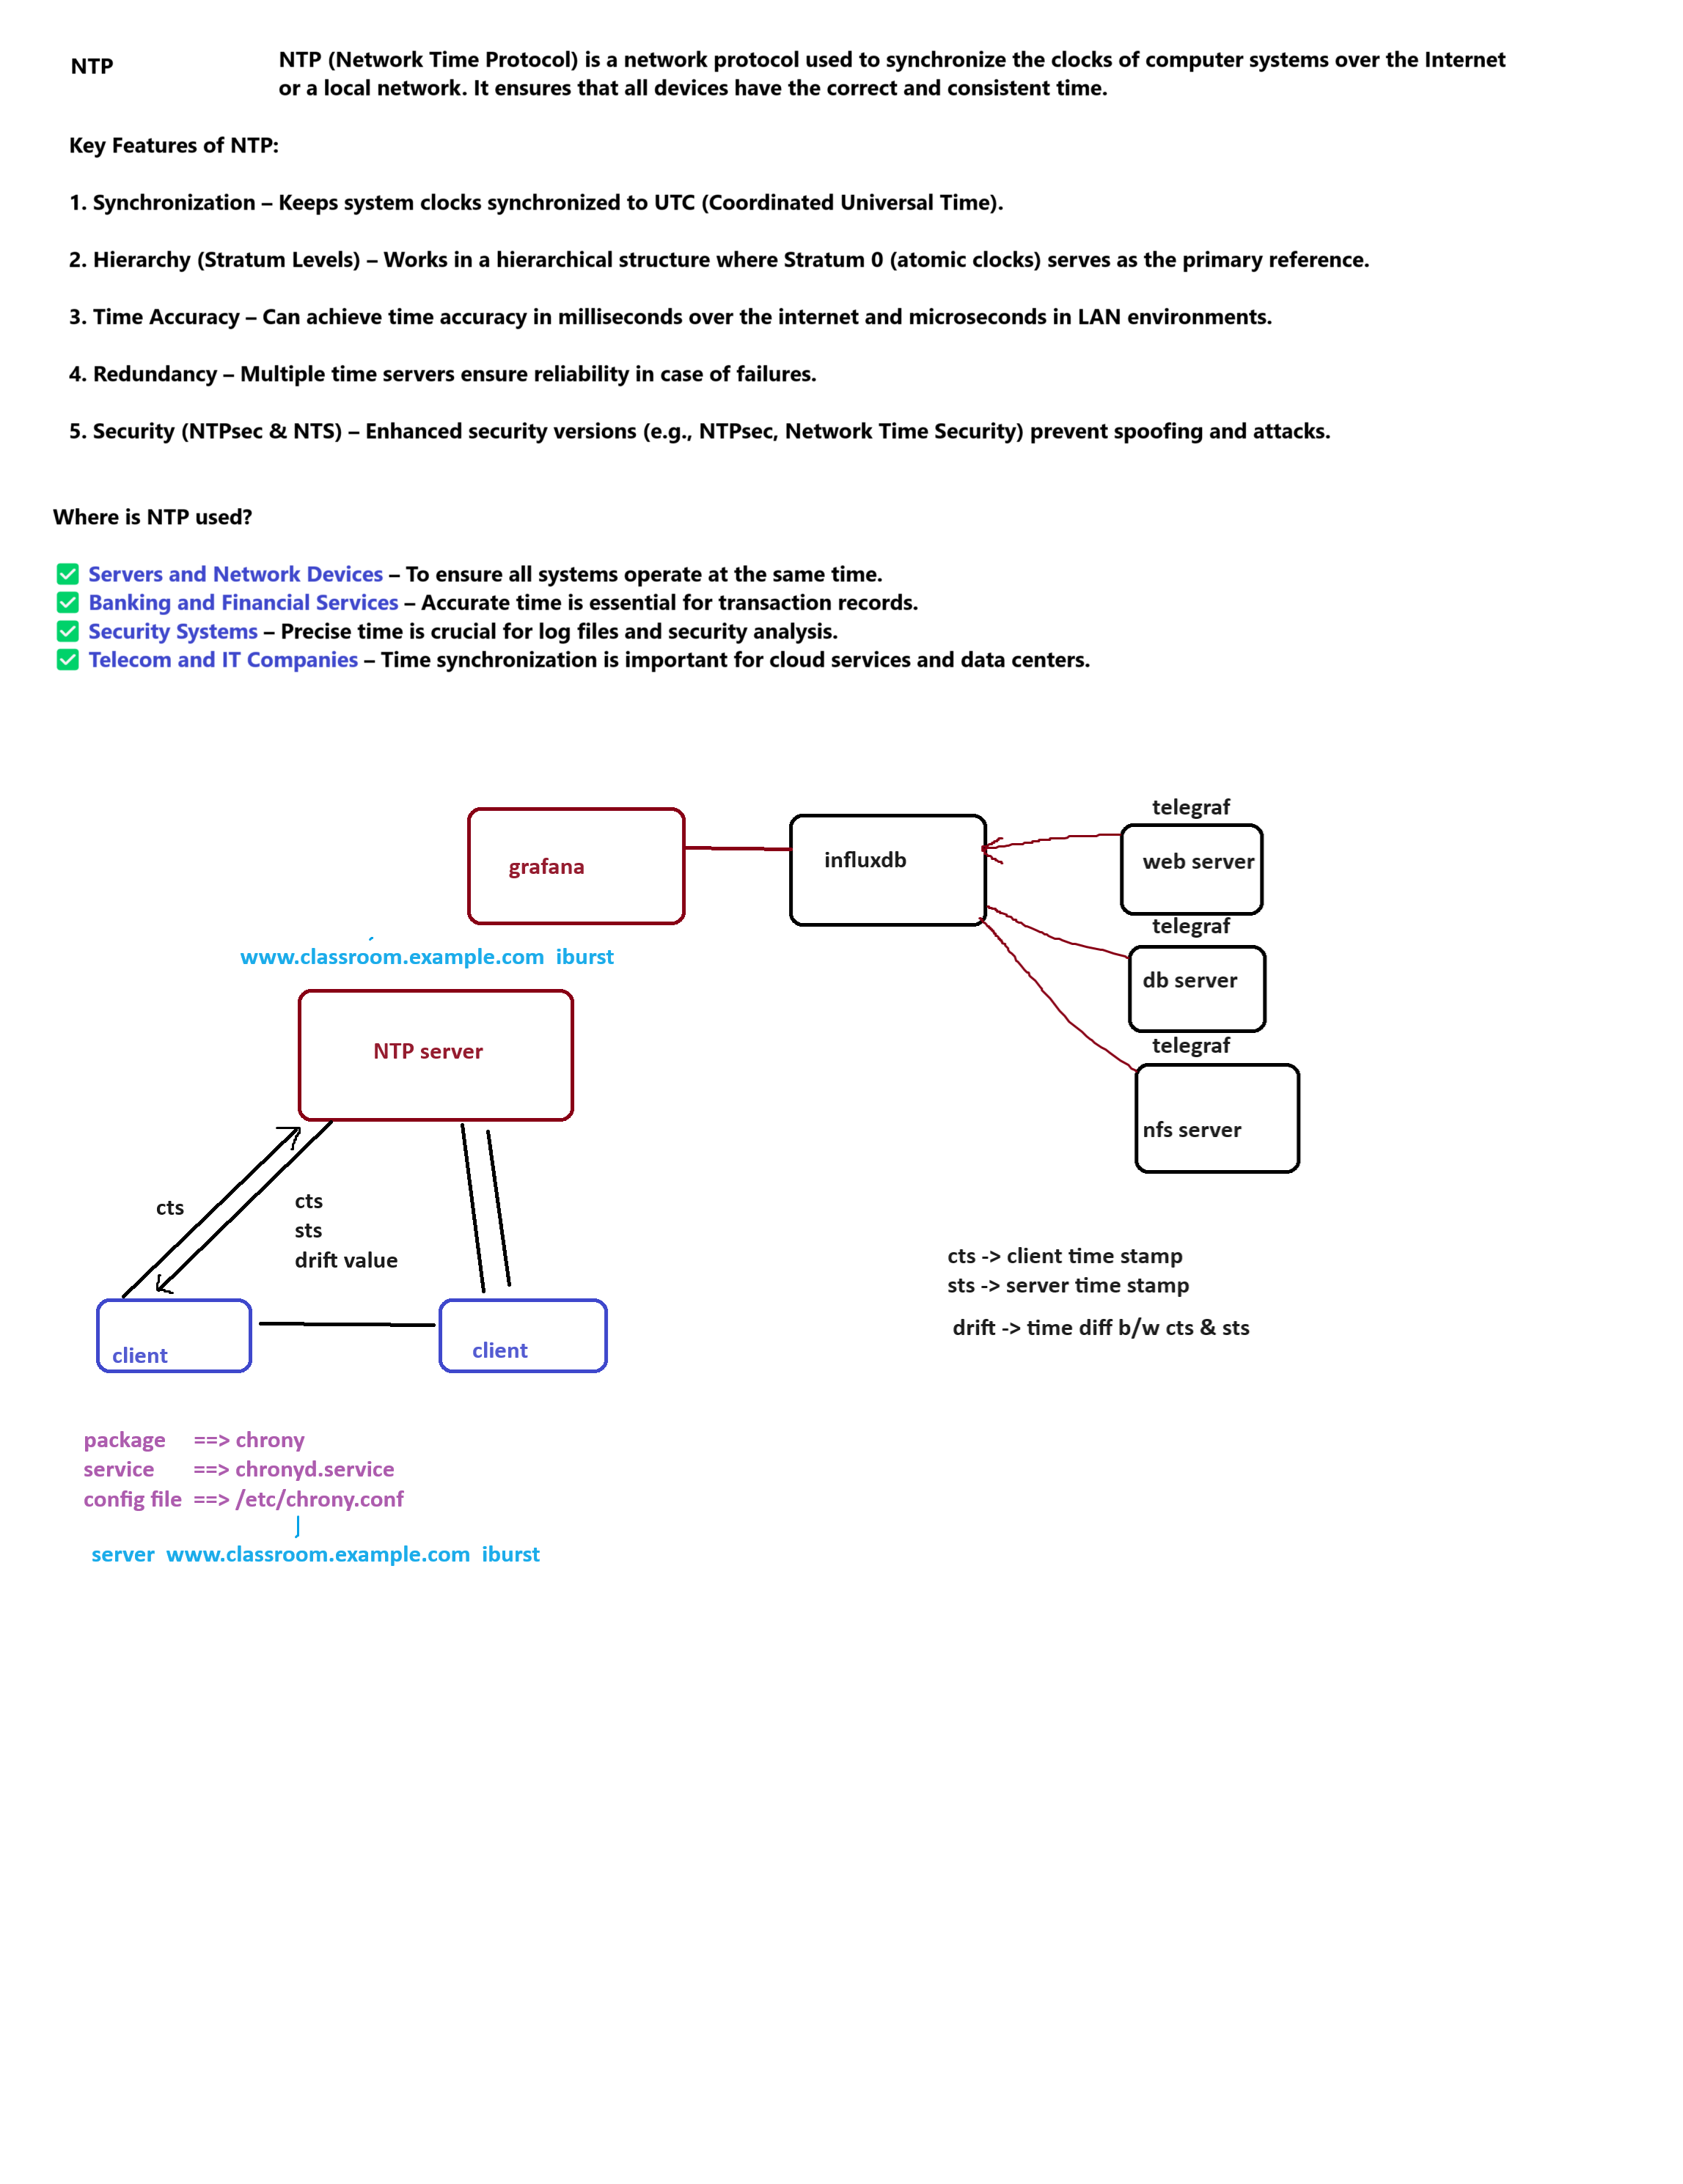 NTP
NTP (Network Time Protocol) is a network protocol used to synchronize the clocks of computer systems over the Internet
or a local network. It ensures that all devices have the correct and consistent time.
Key Features of NTP:
1. Synchronization – Keeps system clocks synchronized to UTC (Coordinated Universal Time).
2. Hierarchy (Stratum Levels) – Works in a hierarchical structure where Stratum 0 (atomic clocks) serves as the primary reference.
3. Time Accuracy – Can achieve time accuracy in milliseconds over the internet and microseconds in LAN environments.
4. Redundancy – Multiple time servers ensure reliability in case of failures.
5. Security (NTPsec & NTS) – Enhanced security versions (e.g., NTPsec, Network Time Security) prevent spoofing and attacks.
Where is NTP used?
✅ Servers and Network Devices – To ensure all systems operate at the same time.
✅ Banking and Financial Services – Accurate time is essential for transaction records.
✅ Security Systems – Precise time is crucial for log files and security analysis.
✅ Telecom and IT Companies – Time synchronization is important for cloud services and data centers.
grafana
influxdb
telegraf
web server
telegraf
db server
telegraf
nfs server
www.classroom.example.com iburst
NTP server
cts
cts
sts
drift value
client
client
cts -> client time stamp
sts -> server time stamp
drift -> time diff b/w cts & sts
package ==> chrony
service ==> chronyd.service
config file ==> /etc/chrony.conf
server www.classroom.example.com iburst